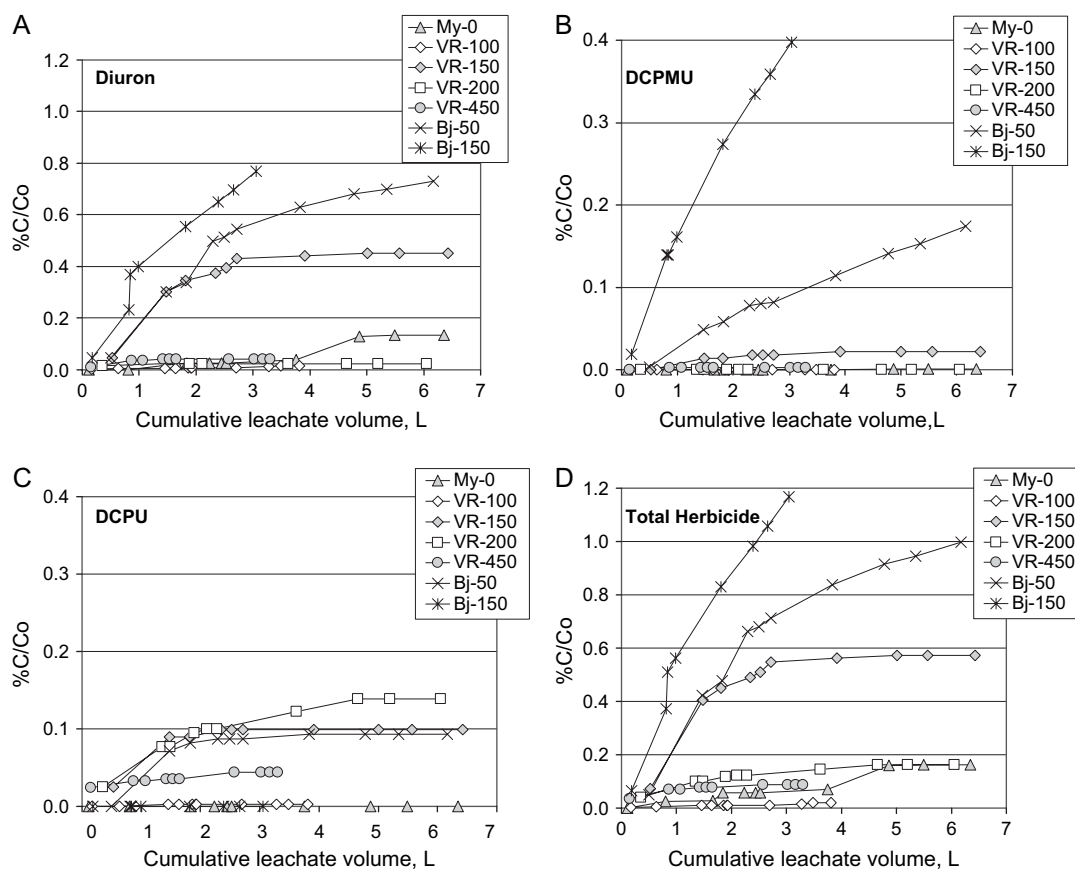 A
Diuron
My-0
VR-100
VR-150
VR-200
VR-450
Bj-50
Bj-150
1.2
1.0
0.8
0.6
0.4
0.2
0.0
%C/Co
0 1 2 3 4 5 6 7
Cumulative leachate volume, L
B
DCPMU
My-0
VR-100
VR-150
VR-200
VR-450
Bj-50
Bj-150
0.4
0.3
0.2
0.1
0.0
%C/Co
0 1 2 3 4 5 6 7
Cumulative leachate volume,L
C
DCPU
My-0
VR-100
VR-150
VR-200
VR-450
Bj-50
Bj-150
0.4
0.3
0.2
0.1
0.0
%C/Co
0 1 2 3 4 5 6 7
Cumulative leachate volume, L
D
Total Herbicide
My-0
VR-100
VR-150
VR-200
VR-450
Bj-50
Bj-150
1.2
1.0
0.8
0.6
0.4
0.2
0.0
%C/Co
0 1 2 3 4 5 6 7
Cumulative leachate volume, L